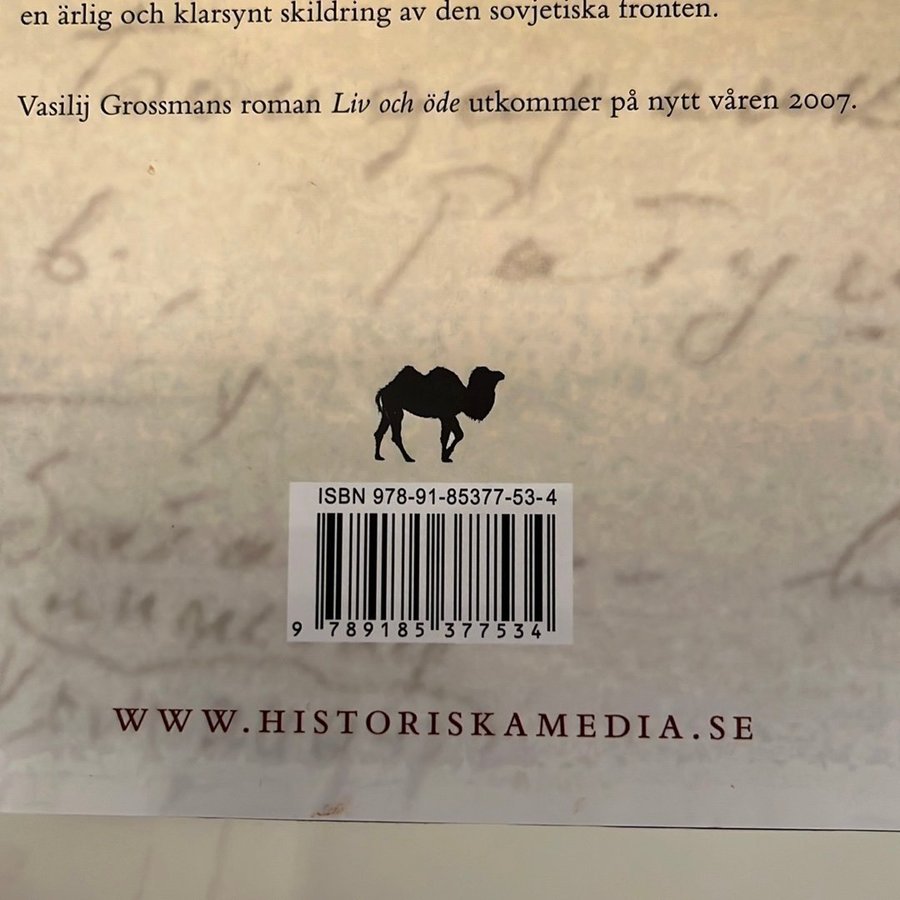 en ärlig och klarsynt skildring av den sovjetiska fronten.
Vasilij Grossmans roman Liv och öde utkommer på nytt våren 2007.
6.
ISBN 978-91-85377-53-4
9 789185 377534
WWW.HISTORISKAMEDIA.SE